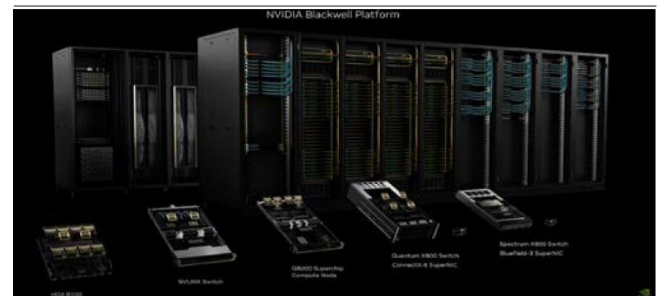 NVIDIA Blackwell Platform
NVLINK Switch
GB200 Superchip
Compute Node
Quantum X800 Switch
ConnectX-8 SuperNIC
Spectrum X800 Switch
BlueField-3 SuperNIC